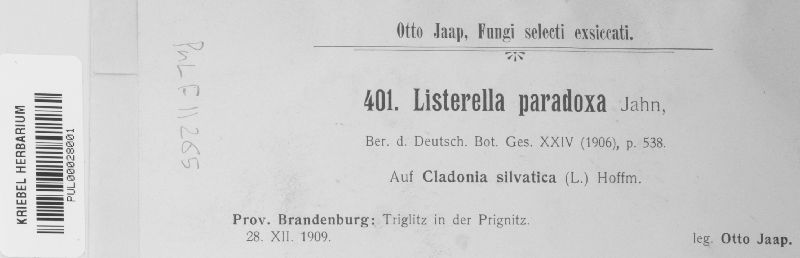 Otto Jaap, Fungi selecti exsiccati.
401. Listerella paradoxa Jahn,
Ber. d. Deutsch. Bot. Ges. XXIV (1906), p. 538.
Auf Cladonia silvatica (L.) Hoffm.
Prov. Brandenburg: Triglitz in der Prignitz.
28. XII. 1909.
leg. Otto Jaap.
PUL F11265
KRIEBEL HERBARIUM
PUL00028001